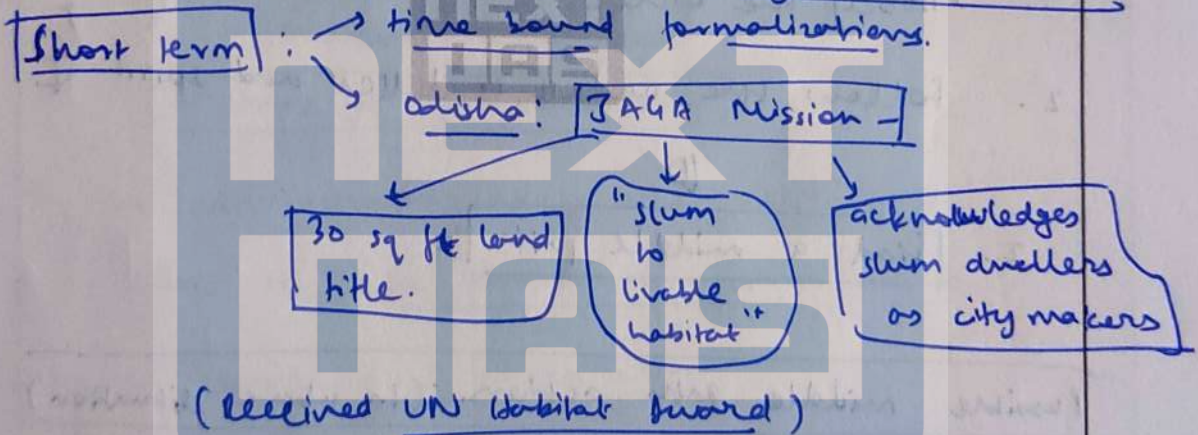 Short term : → time bound formalizations.
→ Odisha: JAGA Mission -
30 sq ft land title.
"slum to livable habitat"
acknowledges slum dwellers as city makers
(Received UN Habitat Award)
NEXT IAS